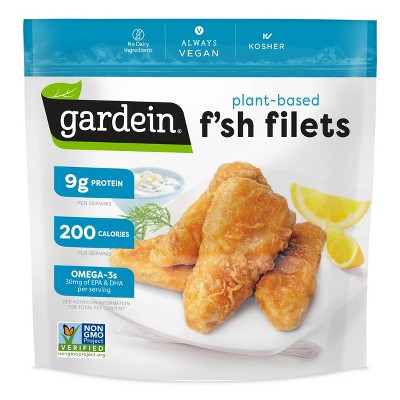 No Dairy
Ingredients
ALWAYS
VEGAN
KOSHER
gardein®
plant-based
f'sh filets
9g PROTEIN
PER SERVING
200 CALORIES
PER SERVING
OMEGA-3s
30mg of EPA & DHA
per serving
SEE NUTRITION INFORMATION
FOR TOTAL FAT CONTENT
NON
GMO
Project
VERIFIED
nongmoproject.org